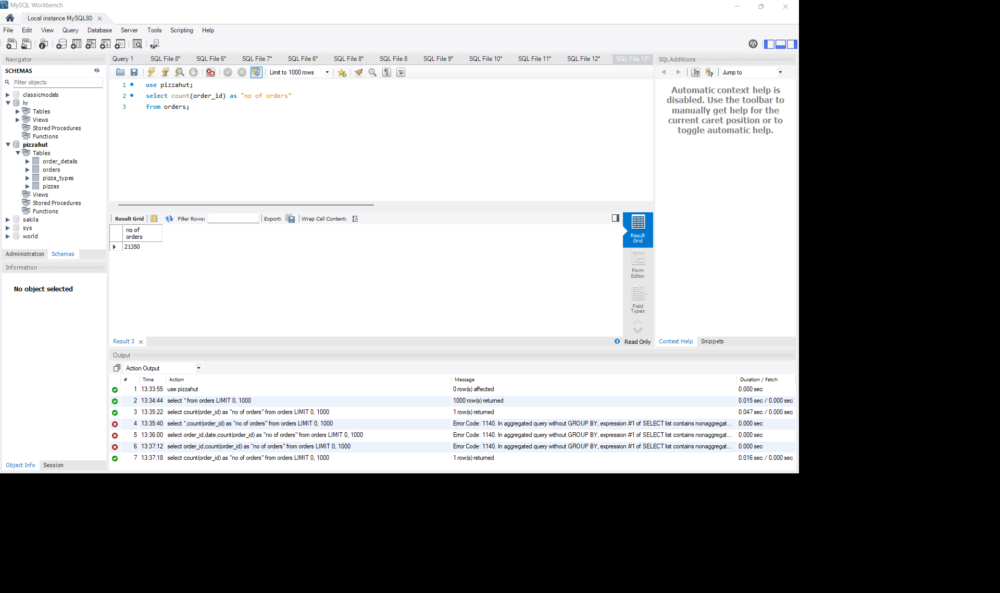 MySQL Workbench
Local instance MySQL80
File Edit View Query Database Server Tools Scripting Help
Navigator
SCHEMAS
Filter objects
classicmodels
hr
Tables
Views
Stored Procedures
Functions
pizzahut
Tables
order_details
orders
pizza_types
pizzas
Views
Stored Procedures
Functions
sakila
sys
world
Administration Schemas
Information
No object selected
Object Info Session
Query 1 SQL File 8* SQL File 6* SQL File 7* SQL File 6* SQL File 8* SQL File 8 SQL File 9* SQL File 10* SQL File 11* SQL File 12* SQL File 13*
Limit to 1000 rows
1 use pizzahut;
2 select count(order_id) as "no of orders"
3 from orders;
Result Grid Filter Rows: Export: Wrap Cell Content:
no of
orders
21350
Result
Grid
Form
Editor
Field
Types
Result 3 Read Only
SQLAdditions
Jump to
Automatic context help is
disabled. Use the toolbar to
manually get help for the
current caret position or to
toggle automatic help.
Context Help Snippets
Output
Action Output
# Time Action Message Duration / Fetch
1 13:33:55 use pizzahut 0 row(s) affected 0.000 sec
2 13:34:44 select * from orders LIMIT 0, 1000 1000 row(s) returned 0.015 sec / 0.000 sec
3 13:35:22 select count(order_id) as "no of orders" from orders LIMIT 0, 1000 1 row(s) returned 0.047 sec / 0.000 sec
4 13:35:40 select *,count(order_id) as "no of orders" from orders LIMIT 0, 1000 Error Code: 1140. In aggregated query without GROUP BY, expression #1 of SELECT list contains nonaggregat... 0.000 sec
5 13:36:00 select order_id,date,count(order_id) as "no of orders" from orders LIMIT 0, 1000 Error Code: 1140. In aggregated query without GROUP BY, expression #1 of SELECT list contains nonaggregat... 0.000 sec
6 13:37:12 select order_id,count(order_id) as "no of orders" from orders LIMIT 0, 1000 Error Code: 1140. In aggregated query without GROUP BY, expression #1 of SELECT list contains nonaggregat... 0.000 sec
7 13:37:18 select count(order_id) as "no of orders" from orders LIMIT 0, 1000 1 row(s) returned 0.016 sec / 0.000 sec